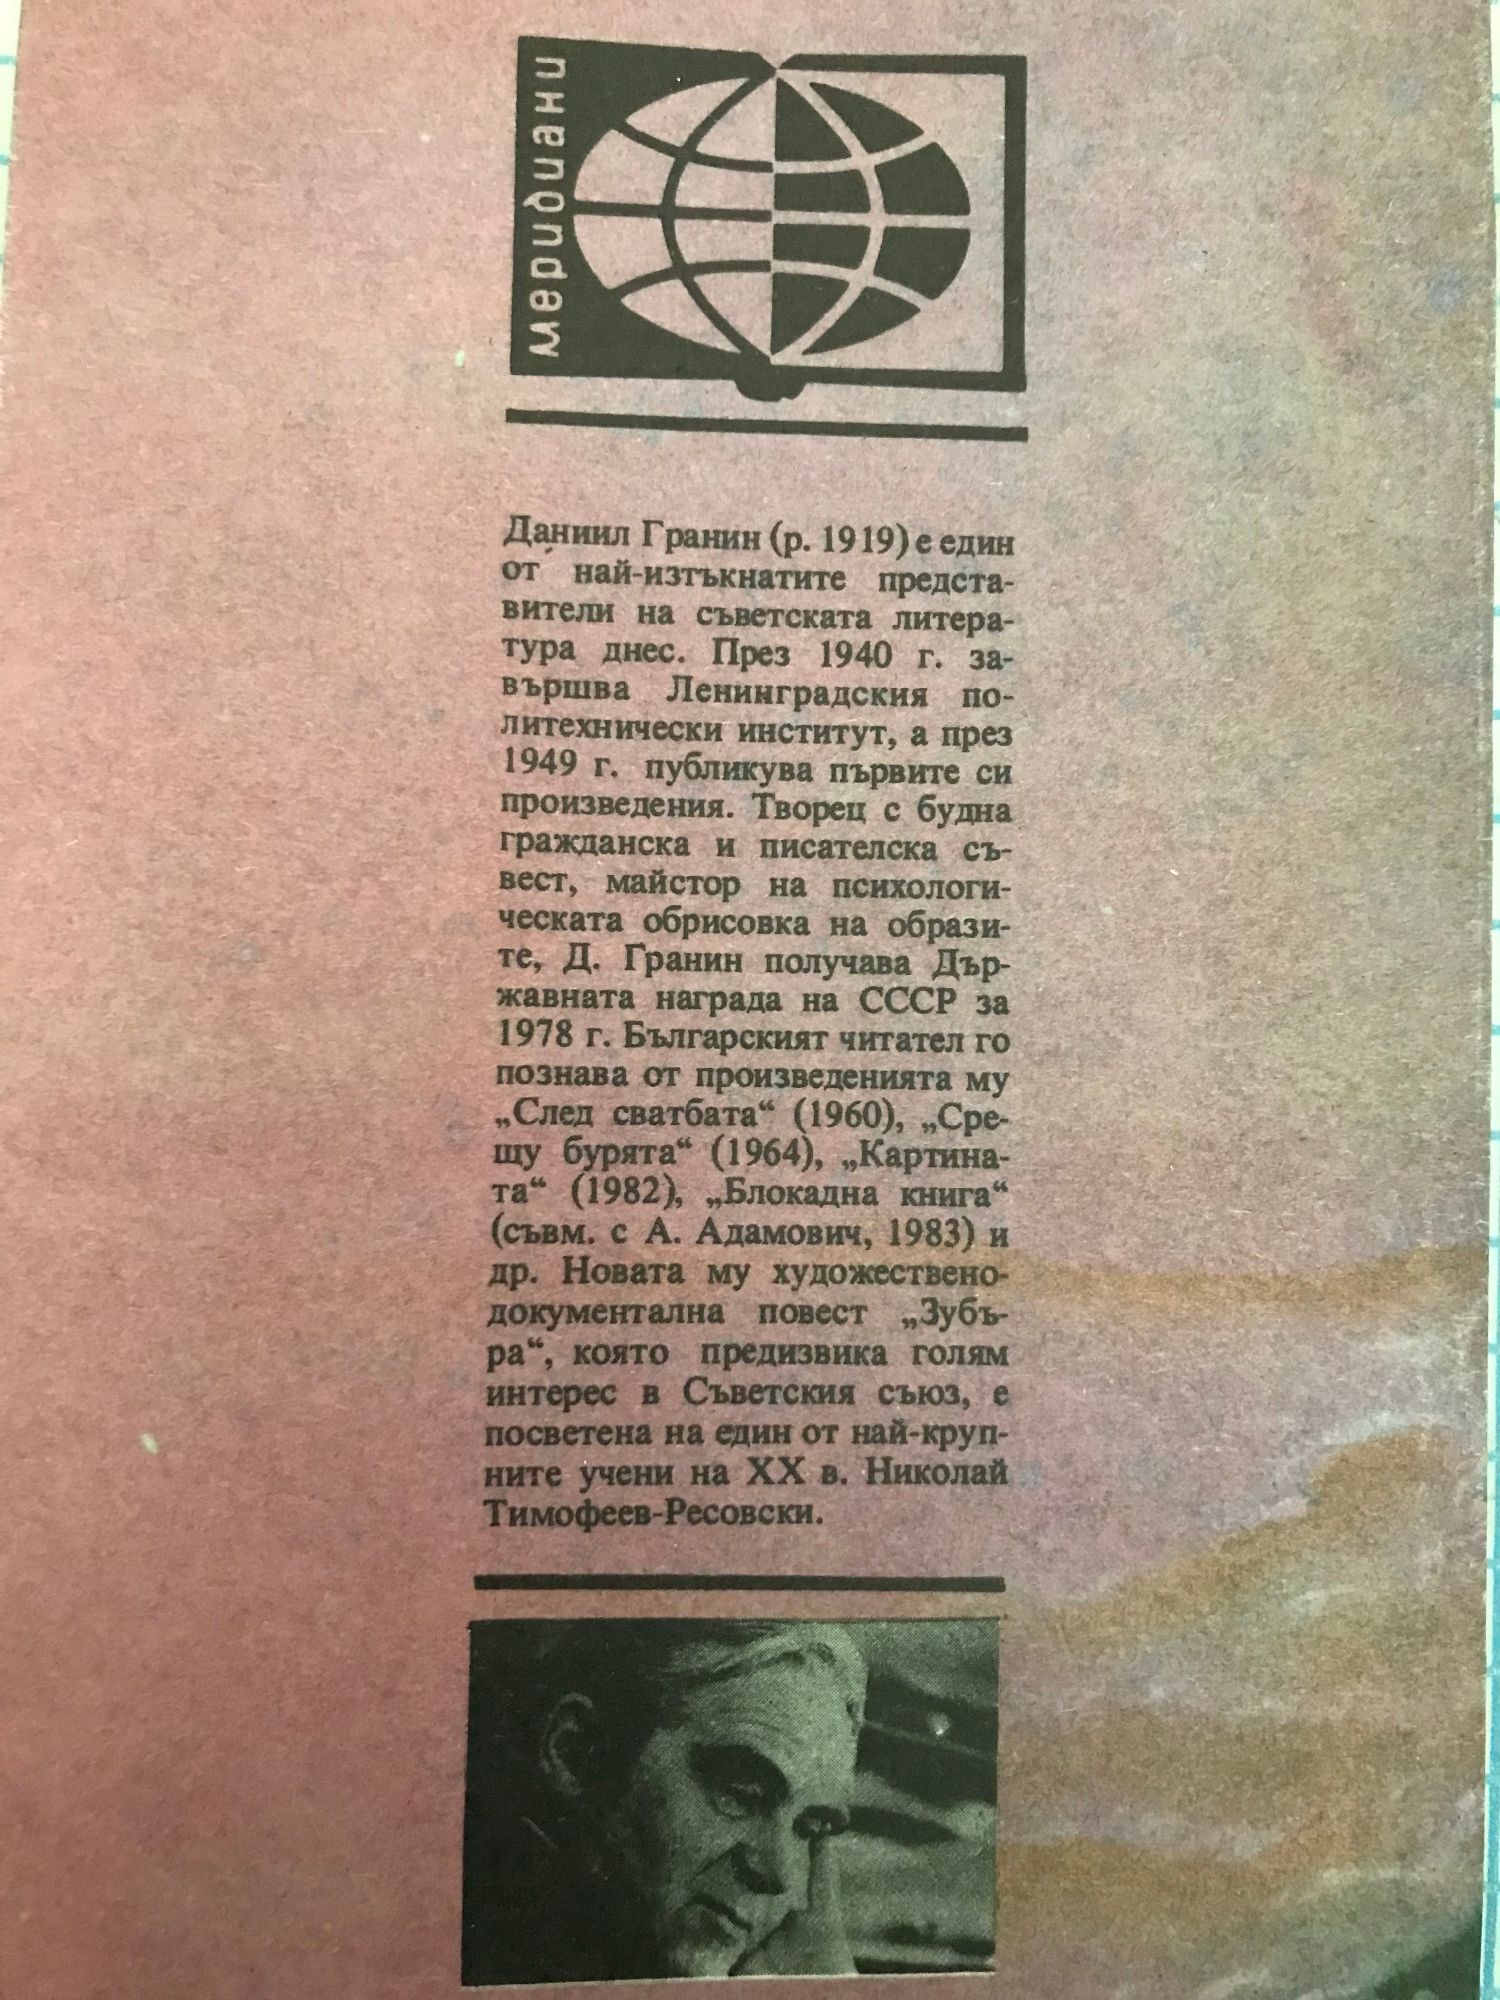 меридиани
Даниил Гранин (р. 1919) е един
от най-изтъкнатите предста-
вители на съветската литера-
тура днес. През 1940 г. за-
вършва Ленинградския по-
литехнически институт, а през
1949 г. публикува първите си
произведения. Творец с будна
гражданска и писателска съ-
вест, майстор на психологи-
ческата обрисовка на образи-
те, Д. Гранин получава Дър-
жавната награда на СССР за
1978 г. Българският читател го
познава от произведенията му
„След сватбата“ (1960), „Сре-
щу бурята“ (1964), „Картина-
та“ (1982), „Блокадна книга“
(съвм. с А. Адамович, 1983) и
др. Новата му художествено-
документална повест „Зубъ-
ра“, която предизвика голям
интерес в Съветския съюз, е
посветена на един от най-круп-
ните учени на XX в. Николай
Тимофеев-Ресовски.